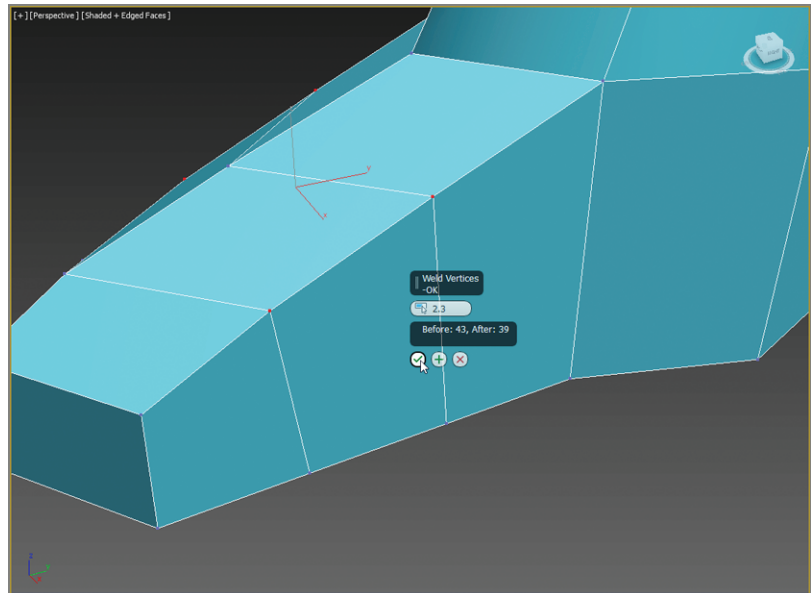 [+] [Perspective] [Shaded + Edged Faces]
y
x
Weld Vertices
-OK
2.3
Before: 43, After: 39
z